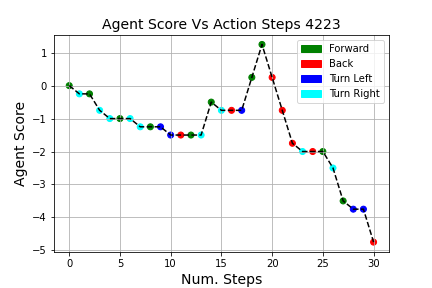 Agent Score Vs Action Steps 4223
Agent Score
1
0
−1
−2
−3
−4
−5
Forward
Back
Turn Left
Turn Right
0 5 10 15 20 25 30
Num. Steps